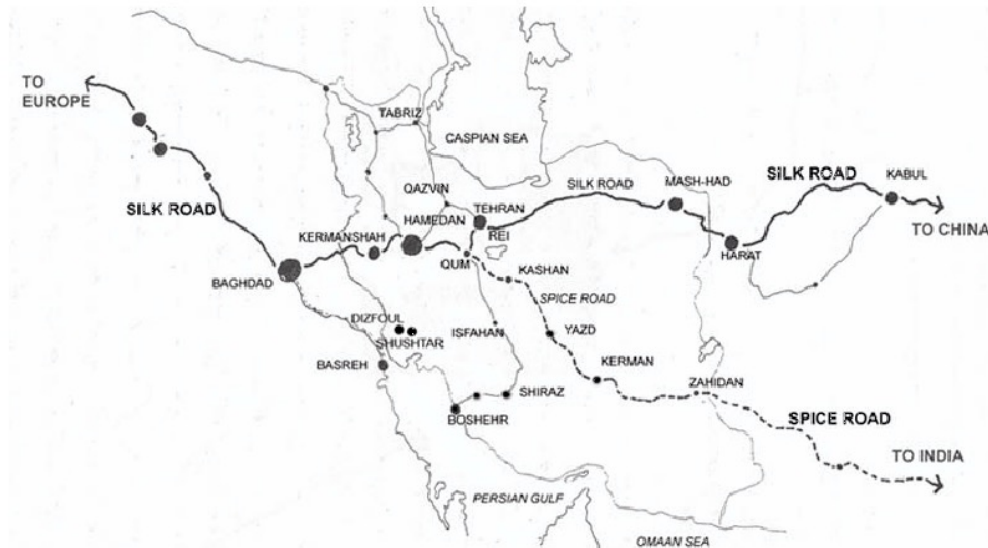 TO
EUROPE
TABRIZ
CASPIAN SEA
SILK ROAD
MASH-HAD
SILK ROAD
KABUL
QAZVIN
TEHRAN
SILK ROAD
HAMEDAN
REI
TO CHINA
KERMANSHAH
HARAT
QUM
BAGHDAD
KASHAN
SPICE ROAD
DIZFOUL
SHUSHTAR
ISFAHAN
YAZD
BASREH
KERMAN
ZAHIDAN
SHIRAZ
BOSHEHR
SPICE ROAD
TO INDIA
PERSIAN GULF
OMAAN SEA